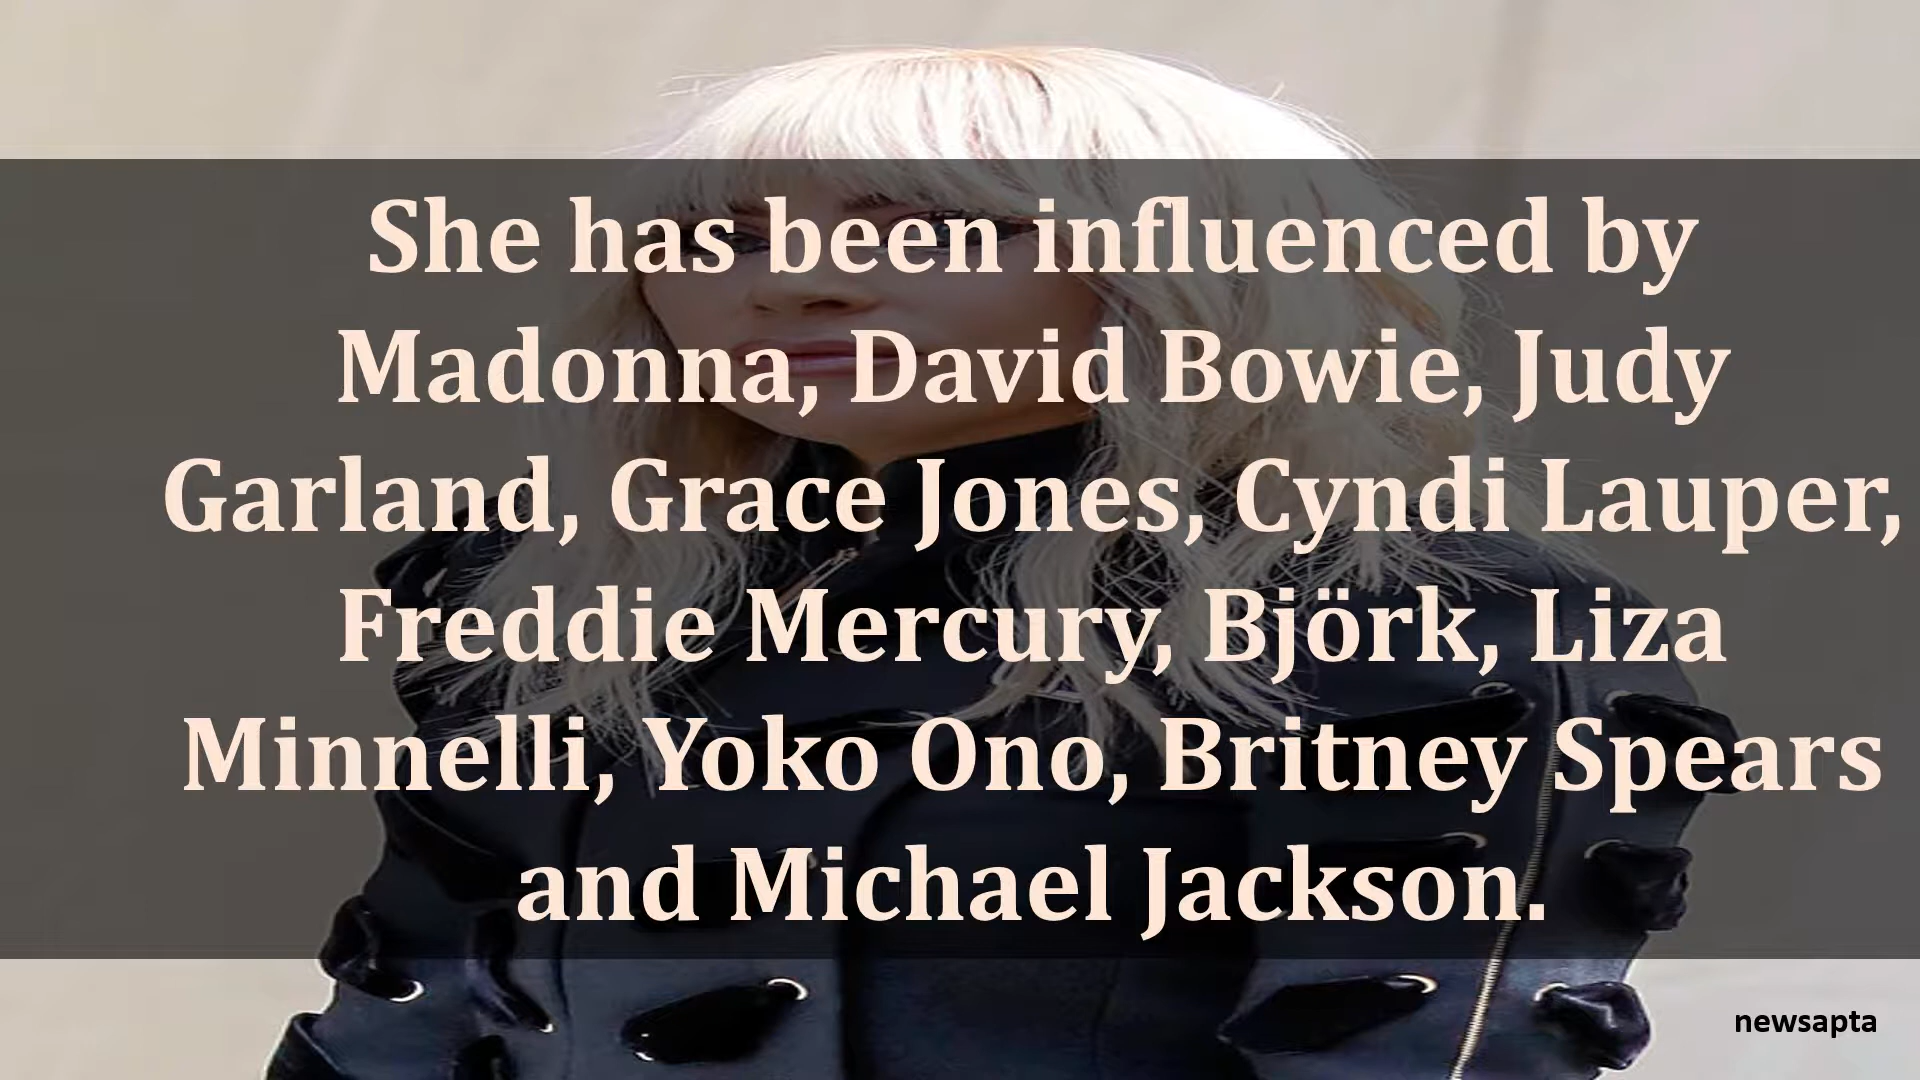 She has been influenced by
Madonna, David Bowie, Judy
Garland, Grace Jones, Cyndi Lauper,
Freddie Mercury, Björk, Liza
Minnelli, Yoko Ono, Britney Spears
and Michael Jackson.
newsapta